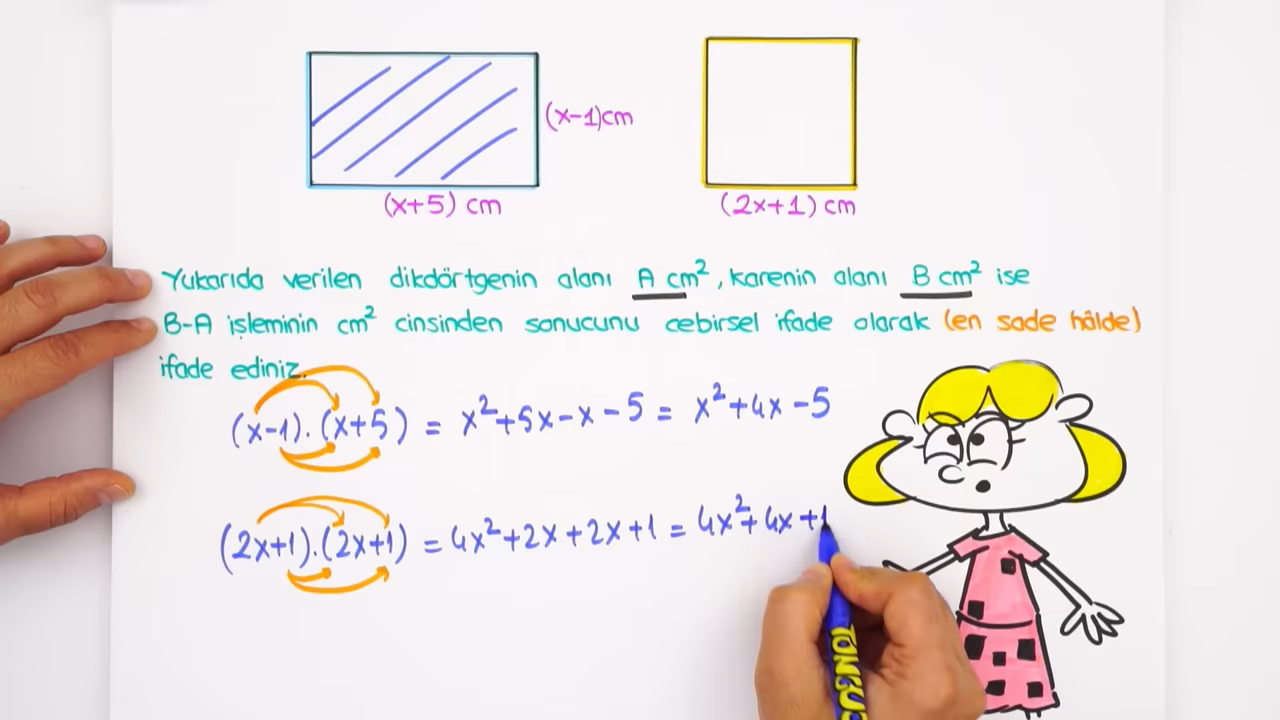 (x-1)cm
(x+5) cm
(2x+1) cm
Yukarıda verilen dikdörtgenin alanı A cm², karenin alanı B cm² ise
B-A işleminin cm² cinsinden sonucunu cebirsel ifade olarak (en sade hâlde)
ifade ediniz.
(x-1).(x+5) = x²+5x-x-5 = x²+4x-5
(2x+1).(2x+1) = 4x²+2x+2x+1 = 4x²+4x+1
TONGUÇ